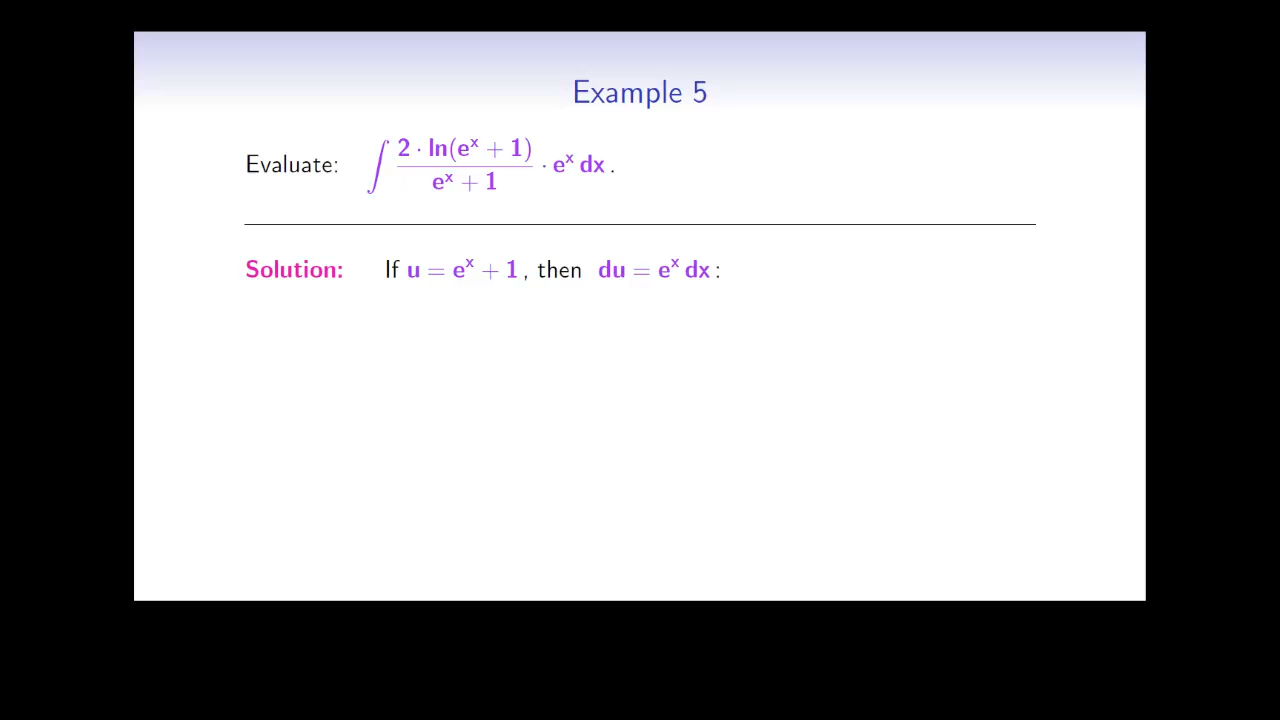 Example 5
Evaluate: ∫ 2 · ln(eˣ + 1) / eˣ + 1 · eˣ dx .
Solution: If u = eˣ + 1 , then du = eˣ dx :